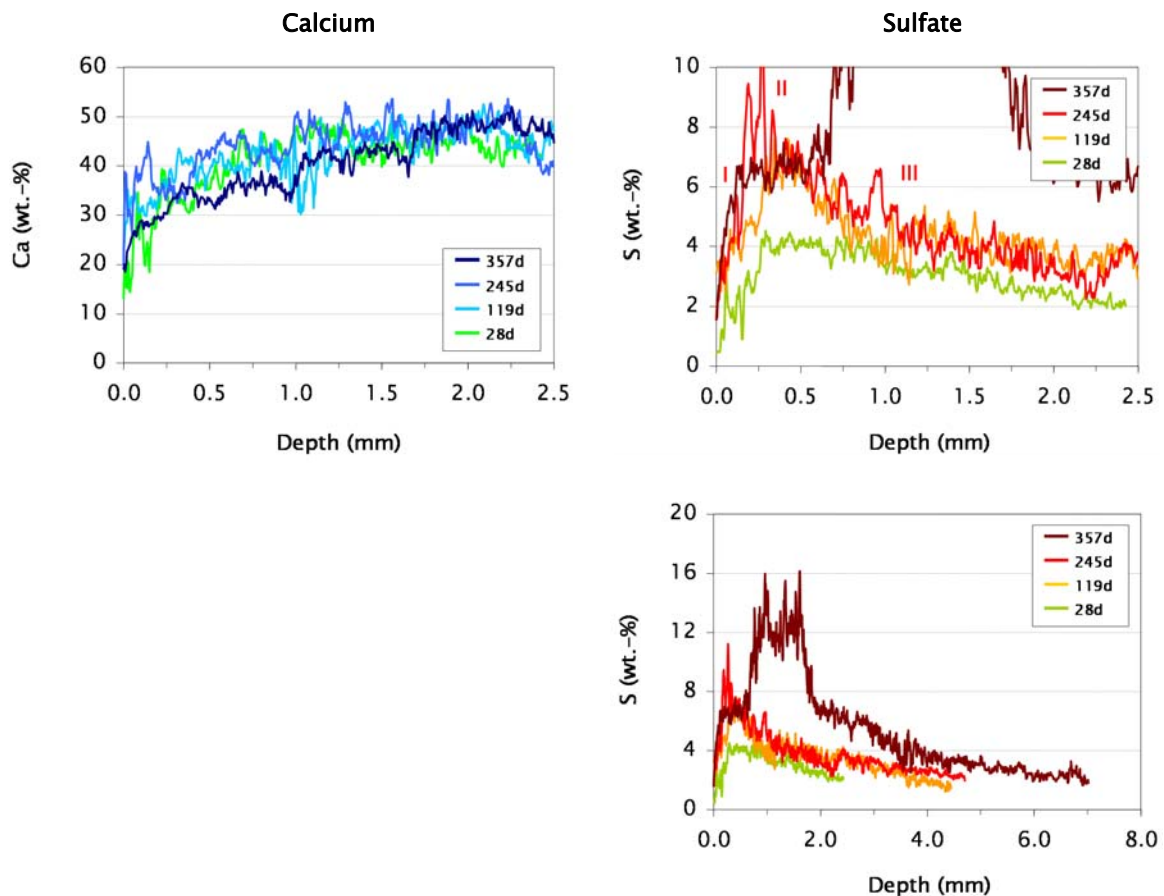 Calcium
60
50
40
30
20
10
0
Ca (wt.-%)
0.0 0.5 1.0 1.5 2.0 2.5
Depth (mm)
357d
245d
119d
28d
Sulfate
10
8
6
4
2
0
S (wt.-%)
I
II
III
0.0 0.5 1.0 1.5 2.0 2.5
Depth (mm)
357d
245d
119d
28d
20
16
12
8
4
0
S (wt.-%)
0.0 2.0 4.0 6.0 8.0
Depth (mm)
357d
245d
119d
28d